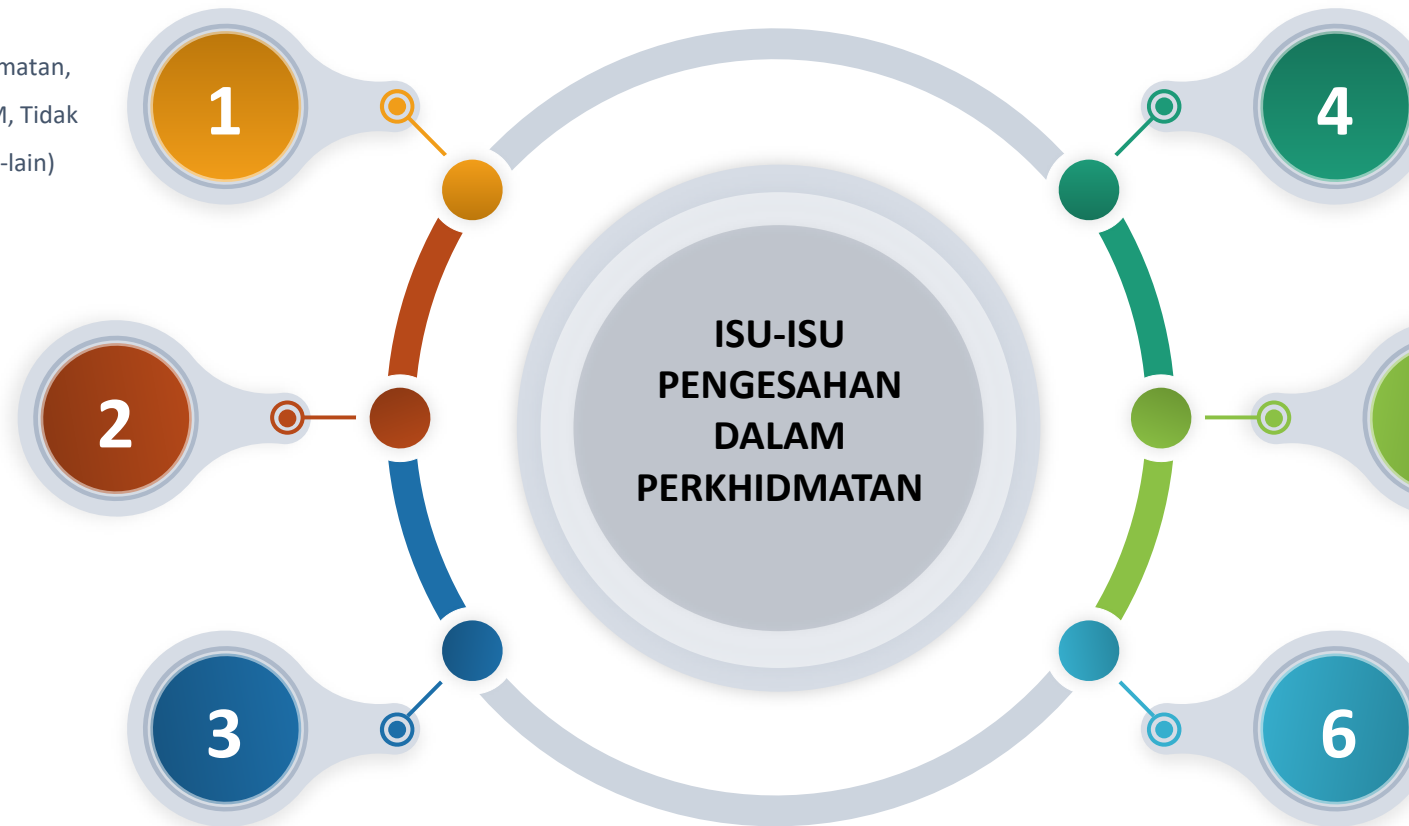 matan,
M, Tidak
-lain)
1
2
3
ISU-ISU
PENGESAHAN
DALAM
PERKHIDMATAN
4
6